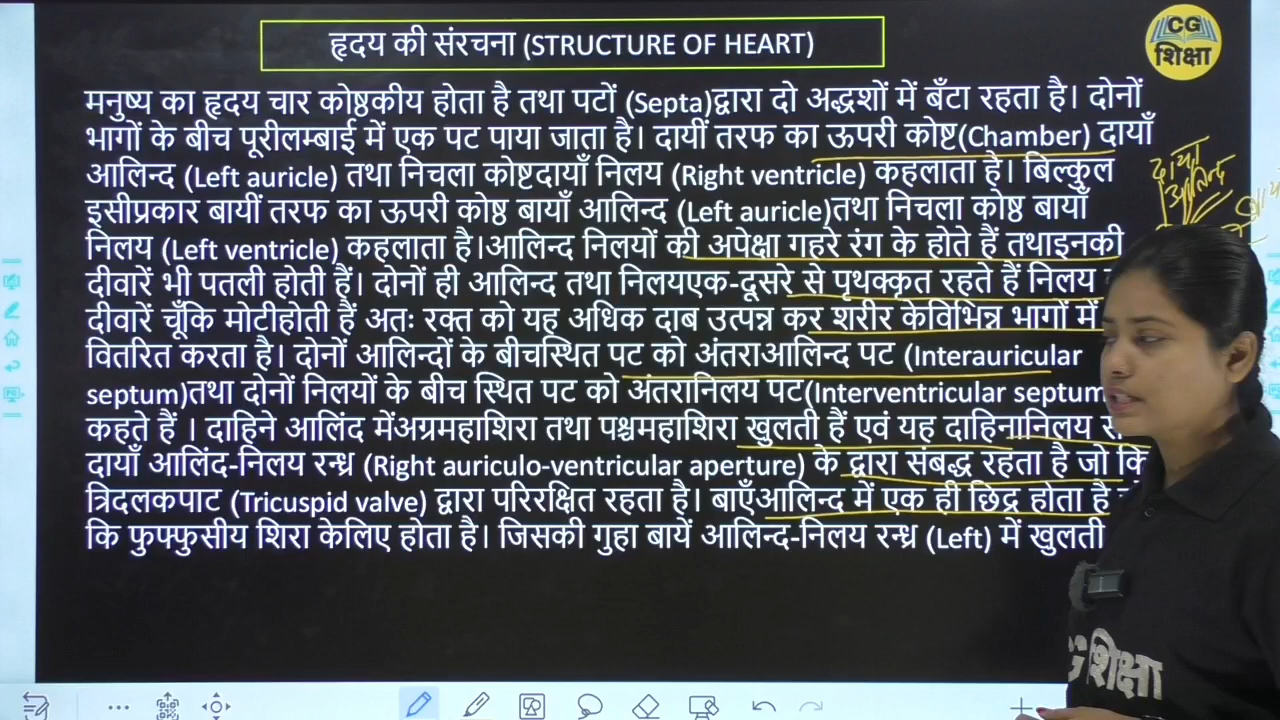 हृदय की संरचना (STRUCTURE OF HEART)
CG
शिक्षा
मनुष्य का हृदय चार कोष्ठकीय होता है तथा पटों (Septa)द्वारा दो अद्धशों में बँटा रहता है। दोनों
भागों के बीच पूरीलम्बाई में एक पट पाया जाता है। दायीं तरफ का ऊपरी कोष्ट(Chamber) दायाँ
आलिन्द (Left auricle) तथा निचला कोष्टदायाँ निलय (Right ventricle) कहलाता है। बिल्कुल
इसीप्रकार बायीं तरफ का ऊपरी कोष्ठ बायाँ आलिन्द (Left auricle)तथा निचला कोष्ठ बायाँ
निलय (Left ventricle) कहलाता है।आलिन्द निलयों की अपेक्षा गहरे रंग के होते हैं तथाइनकी
दीवारें भी पतली होती हैं। दोनों ही आलिन्द तथा निलयएक-दूसरे से पृथक्कृत रहते हैं निलय
दीवारें चूँकि मोटीहोती हैं अतः रक्त को यह अधिक दाब उत्पन्न कर शरीर केविभिन्न भागों में
वितरित करता है। दोनों आलिन्दों के बीचस्थित पट को अंतराआलिन्द पट (Interauricular
septum)तथा दोनों निलयों के बीच स्थित पट को अंतरानिलय पट(Interventricular septum
कहते हैं । दाहिने आलिंद मेंअग्रमहाशिरा तथा पश्चमहाशिरा खुलती हैं एवं यह दाहिनानिलय
दायाँ आलिंद-निलय रन्ध्र (Right auriculo-ventricular aperture) के द्वारा संबद्ध रहता है जो कि
त्रिदलकपाट (Tricuspid valve) द्वारा परिरक्षित रहता है। बाएँआलिन्द में एक ही छिद्र होता है
कि फुफ्फुसीय शिरा केलिए होता है। जिसकी गुहा बायें आलिन्द-निलय रन्ध्र (Left) में खुलती
दायां
आलिन्द
शिक्षा